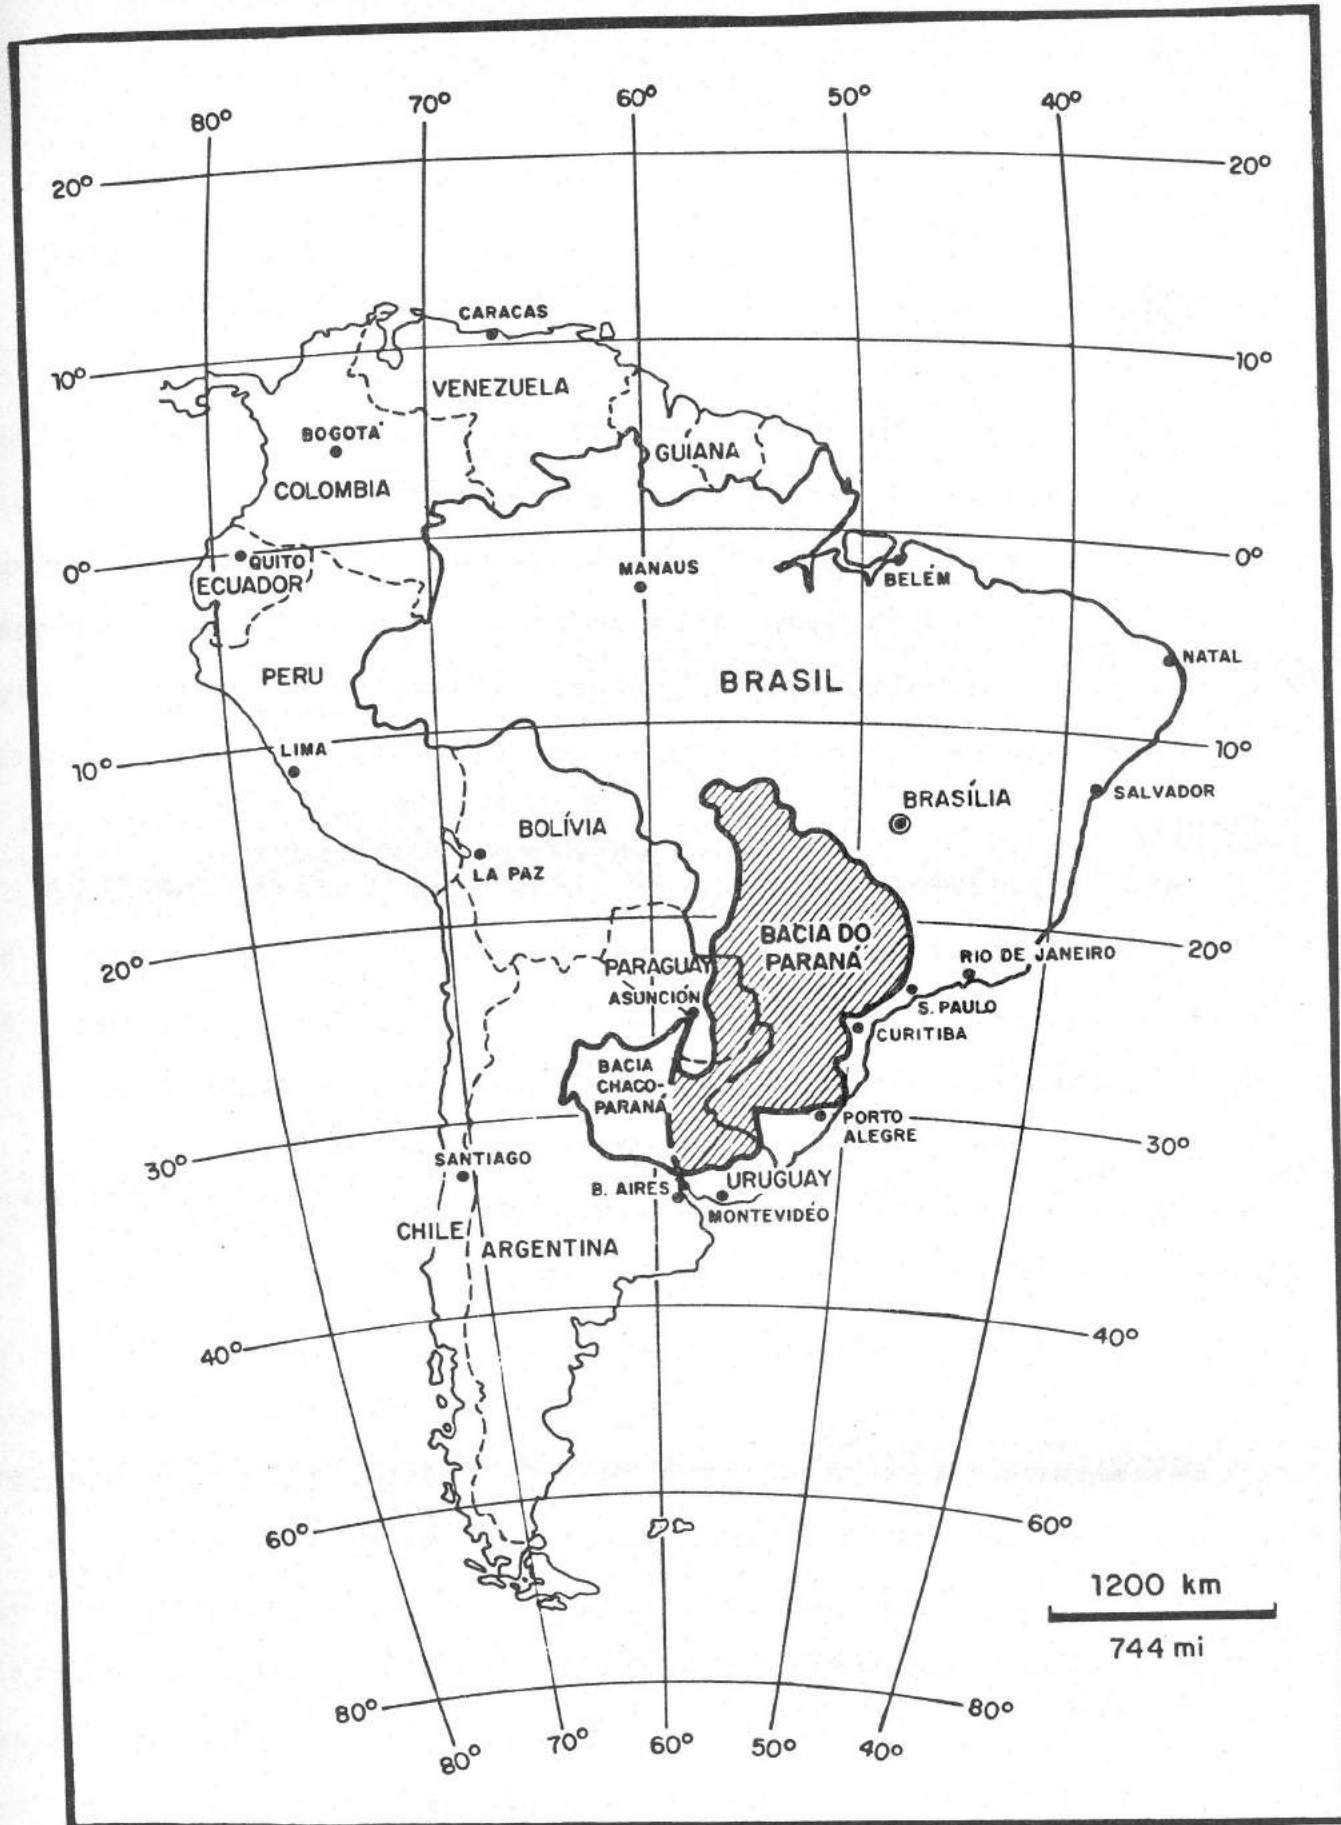 80°
70°
60°
50°
40°
20°
20°
CARACAS
10°
10°
VENEZUELA
BOGOTÁ
GUIANA
COLOMBIA
QUITO
0°
0°
ECUADOR
MANAUS
BELÉM
PERU
BRASIL
NATAL
LIMA
10°
10°
BRASÍLIA
SALVADOR
BOLÍVIA
LA PAZ
BACIA DO
PARANÁ
20°
20°
PARAGUAY
RIO DE JANEIRO
ASUNCIÓN
S. PAULO
CURITIBA
BACIA
CHACO-
PARANÁ
PORTO
ALEGRE
30°
30°
SANTIAGO
B. AIRES
URUGUAY
MONTEVIDÉO
CHILE
ARGENTINA
40°
40°
60°
60°
1200 km
744 mi
80°
80°
80°
70°
60°
50°
40°